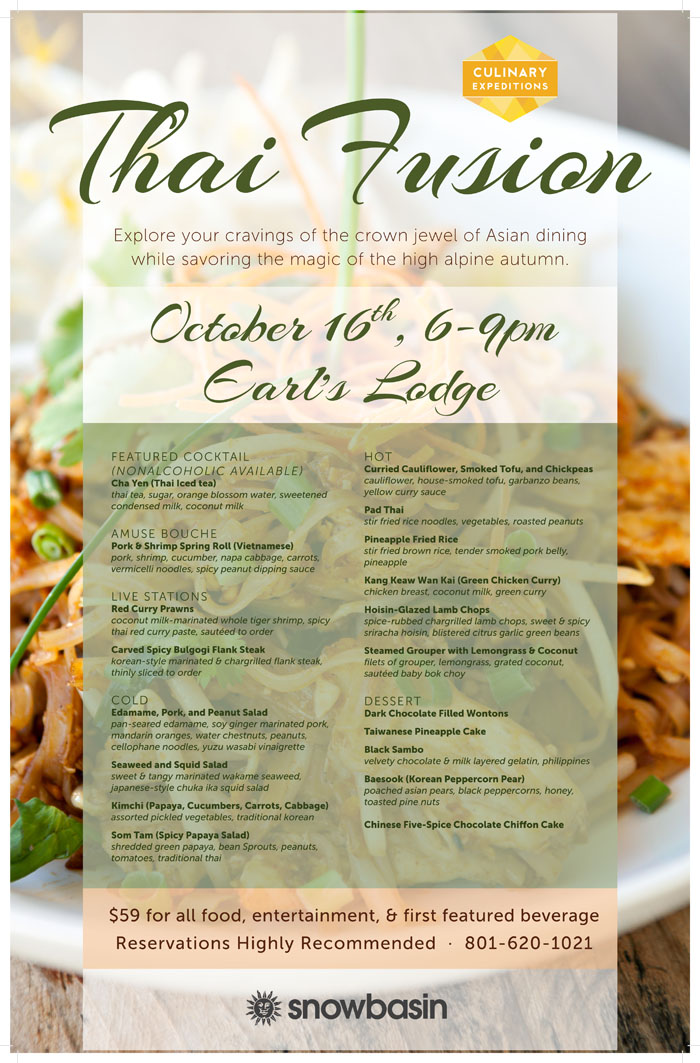 CULINARY
EXPEDITIONS
Thai Fusion
Explore your cravings of the crown jewel of Asian dining
while savoring the magic of the high alpine autumn.
October 16th, 6-9pm
Earl's Lodge
FEATURED COCKTAIL
(NONALCOHOLIC AVAILABLE)
Cha Yen (Thai Iced tea)
thai tea, sugar, orange blossom water, sweetened
condensed milk, coconut milk
AMUSE BOUCHE
Pork & Shrimp Spring Roll (Vietnamese)
pork, shrimp, cucumber, napa cabbage, carrots,
vermicelli noodles, spicy peanut dipping sauce
LIVE STATIONS
Red Curry Prawns
coconut milk-marinated whole tiger shrimp, spicy
thai red curry paste, sautéed to order
Carved Spicy Bulgogi Flank Steak
korean-style marinated & chargrilled flank steak,
thinly sliced to order
COLD
Edamame, Pork, and Peanut Salad
pan-seared edamame, soy ginger marinated pork,
mandarin oranges, water chestnuts, peanuts,
cellophane noodles, yuzu wasabi vinaigrette
Seaweed and Squid Salad
sweet & tangy marinated wakame seaweed,
japanese-style chuka ika squid salad
Kimchi (Papaya, Cucumbers, Carrots, Cabbage)
assorted pickled vegetables, traditional korean
Som Tam (Spicy Papaya Salad)
shredded green papaya, bean Sprouts, peanuts,
tomatoes, traditional thai
HOT
Curried Cauliflower, Smoked Tofu, and Chickpeas
cauliflower, house-smoked tofu, garbanzo beans,
yellow curry sauce
Pad Thai
stir fried rice noodles, vegetables, roasted peanuts
Pineapple Fried Rice
stir fried brown rice, tender smoked pork belly,
pineapple
Kang Keaw Wan Kai (Green Chicken Curry)
chicken breast, coconut milk, green curry
Hoisin-Glazed Lamb Chops
spice-rubbed chargrilled lamb chops, sweet & spicy
sriracha hoisin, blistered citrus garlic green beans
Steamed Grouper with Lemongrass & Coconut
filets of grouper, lemongrass, grated coconut,
sautéed baby bok choy
DESSERT
Dark Chocolate Filled Wontons
Taiwanese Pineapple Cake
Black Sambo
velvety chocolate & milk layered gelatin, philippines
Baesook (Korean Peppercorn Pear)
poached asian pears, black peppercorns, honey,
toasted pine nuts
Chinese Five-Spice Chocolate Chiffon Cake
$59 for all food, entertainment, & first featured beverage
Reservations Highly Recommended · 801-620-1021
snowbasin